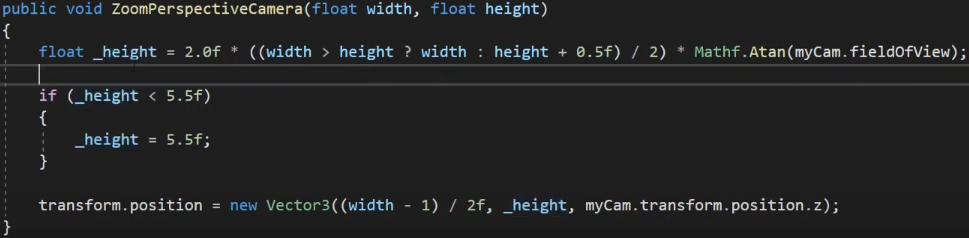 public void ZoomPerspectiveCamera(float width, float height)
{
float _height = 2.0f * ((width > height ? width : height + 0.5f) / 2) * Mathf.Atan(myCam.fieldOfView);
if (_height < 5.5f)
{
_height = 5.5f;
}
transform.position = new Vector3((width - 1) / 2f, _height, myCam.transform.position.z);
}